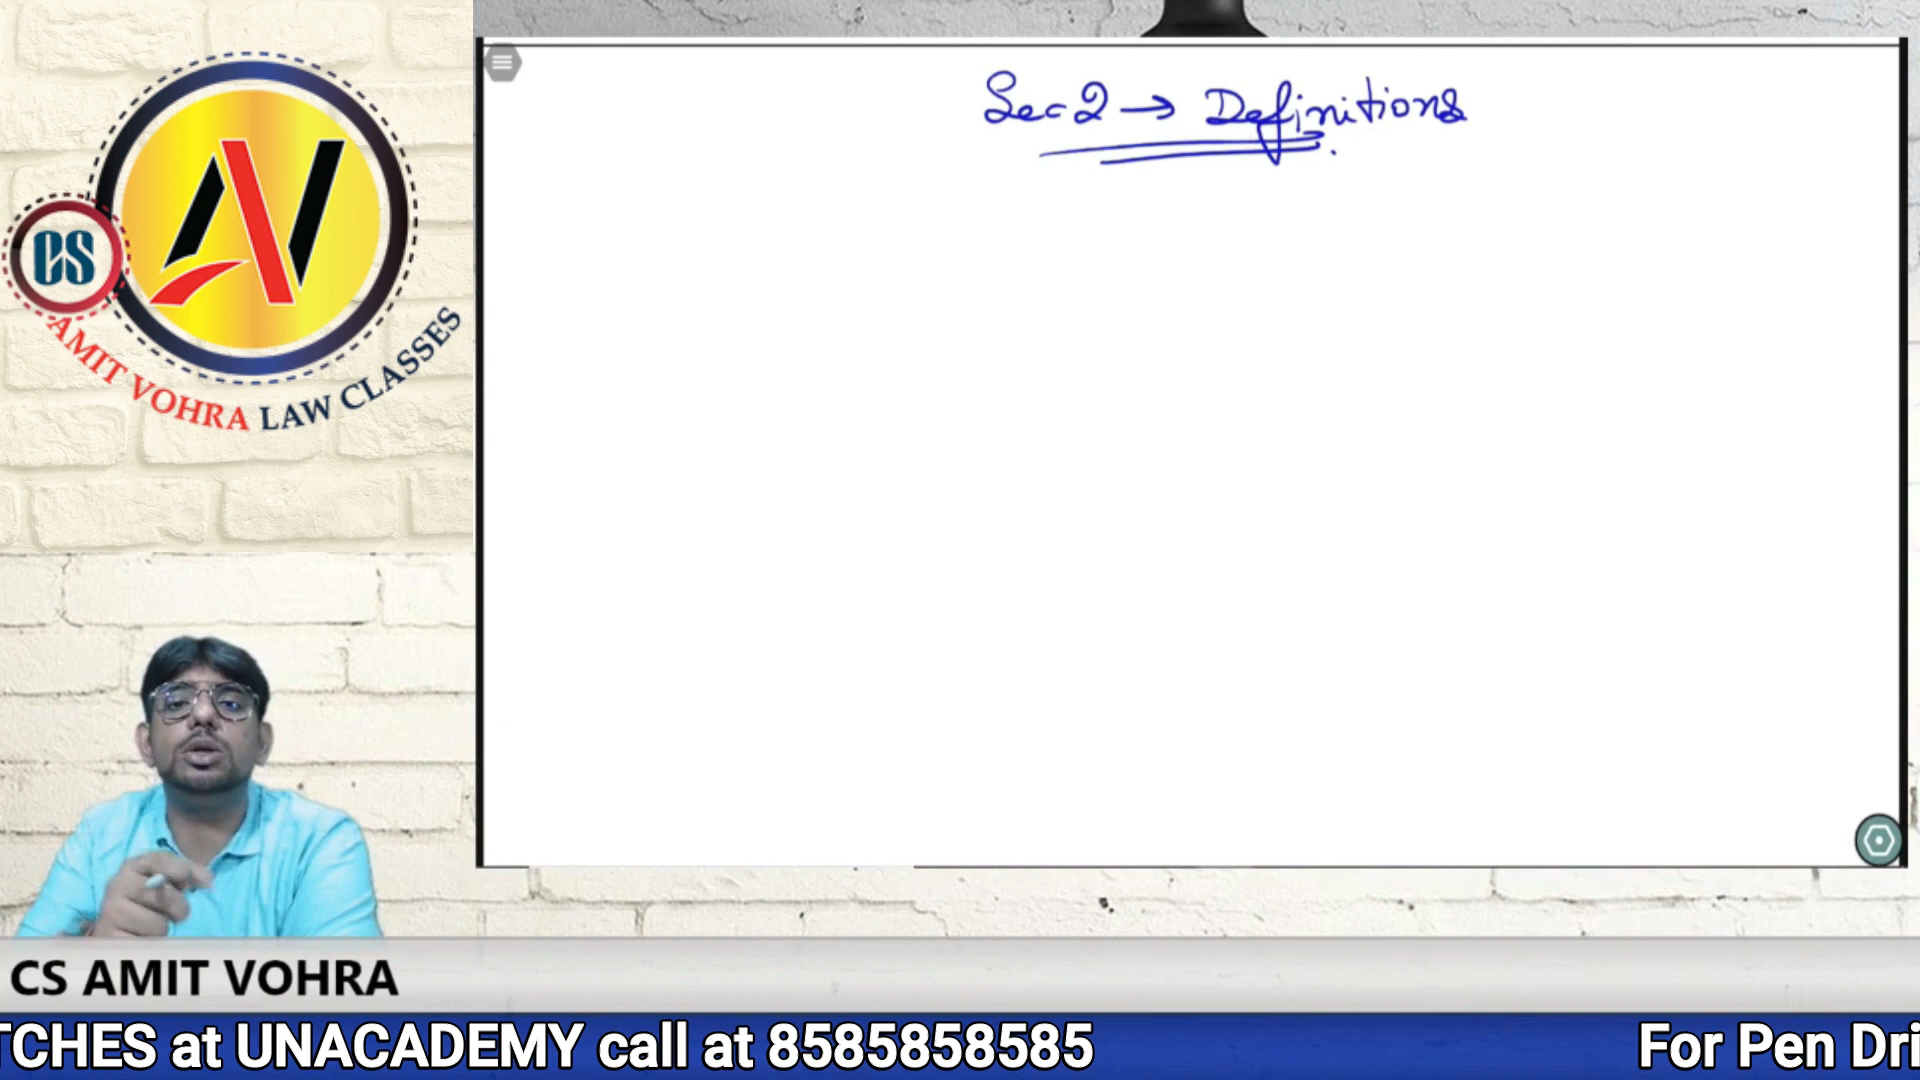 Sec 2 → Definitions
AV
CS
AMIT VOHRA LAW CLASSES
CS AMIT VOHRA
TCHES at UNACADEMY call at 8585858585
For Pen Dri